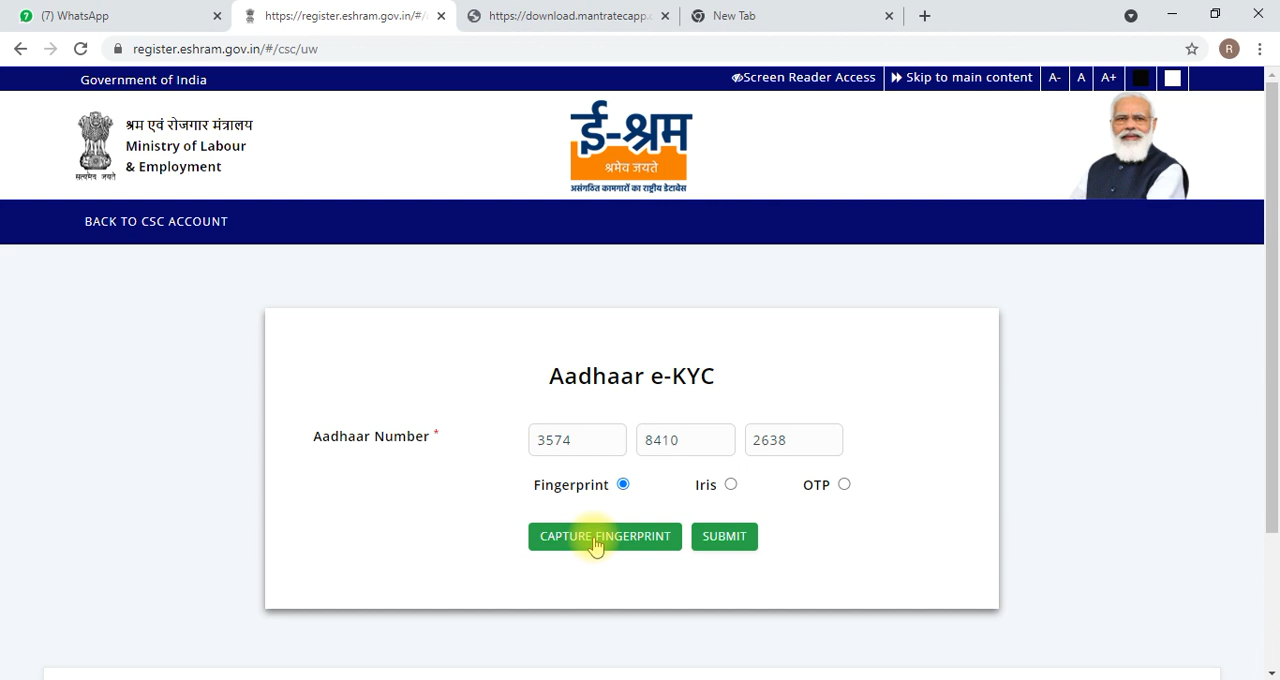 (7) WhatsApp
https://register.eshram.gov.in/#/
https://download.mantratecapp.
New Tab
register.eshram.gov.in/#/csc/uw
R
Government of India
Screen Reader Access
Skip to main content
A-
A
A+
श्रम एवं रोजगार मंत्रालय
Ministry of Labour
& Employment
सत्यमेव जयते
ई-श्रम
श्रमेव जयते
असंगठित कामगारों का राष्ट्रीय डेटाबेस
BACK TO CSC ACCOUNT
Aadhaar e-KYC
Aadhaar Number *
3574 8410 2638
Fingerprint
Iris
OTP
CAPTURE FINGERPRINT
SUBMIT